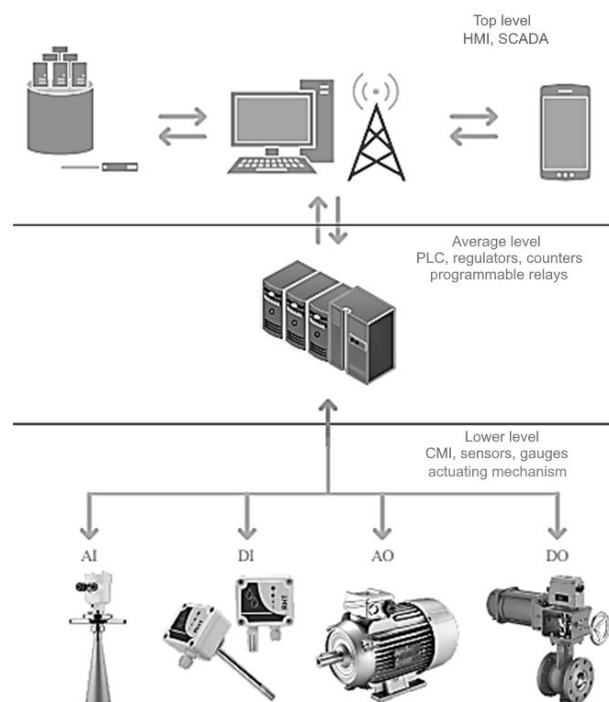 Top level
HMI, SCADA
Average level
PLC, regulators, counters
programmable relays
Lower level
CMI, sensors, gauges
actuating mechanism
AI
DI
AO
DO
RHT